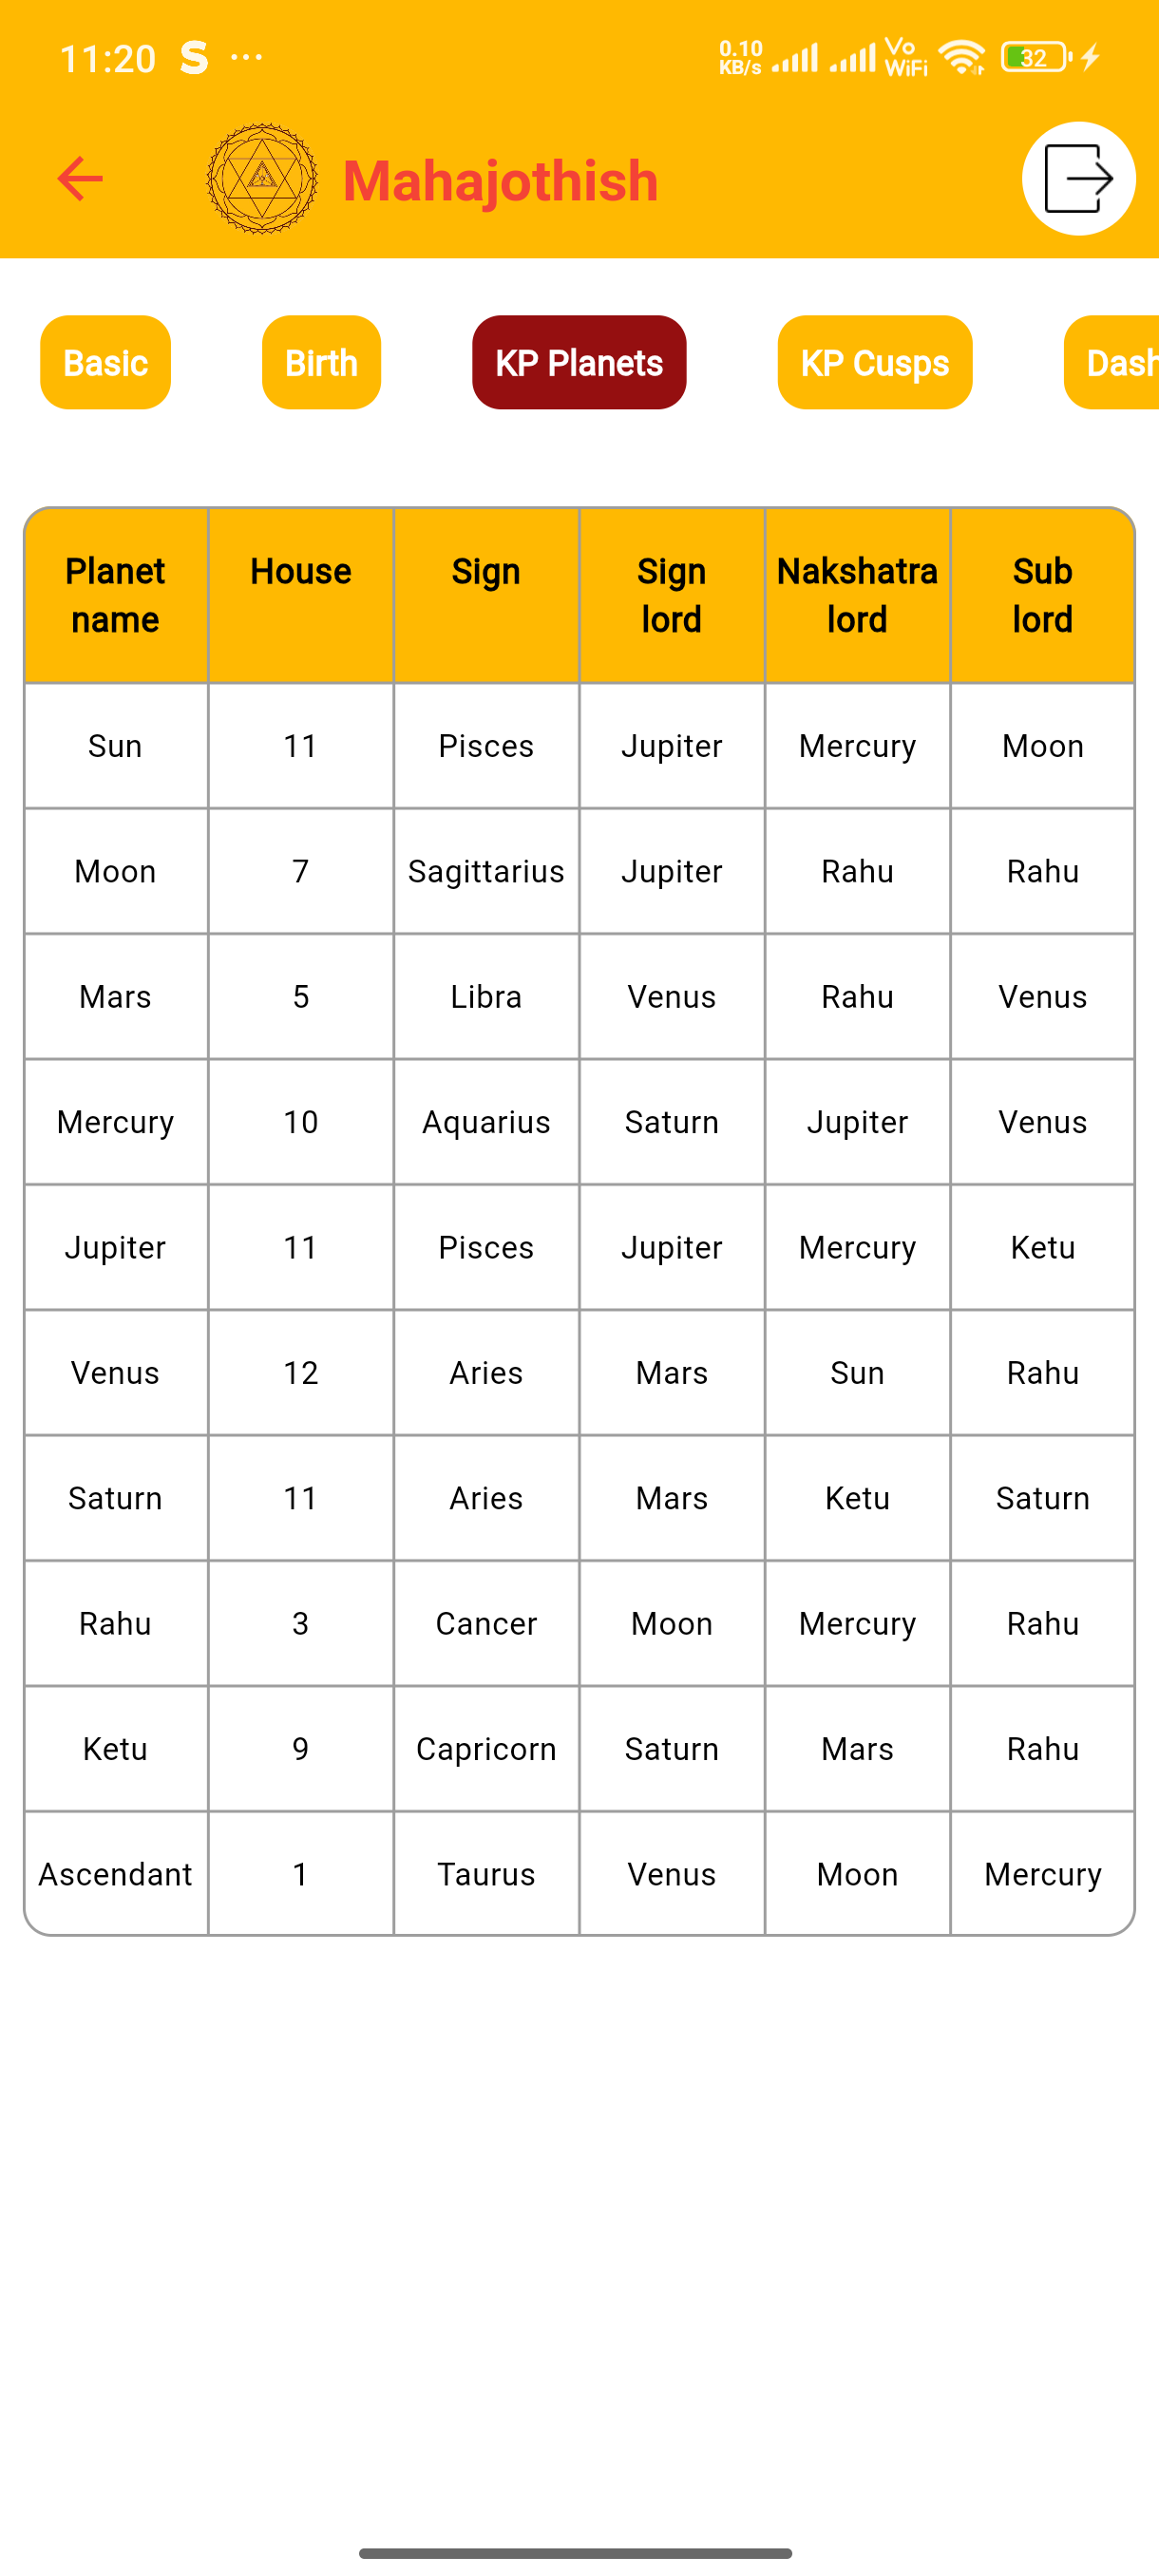 11:20 S ...
0.10 KB/s Vo WiFi 32
Mahajothish
Basic Birth KP Planets KP Cusps Dash
Planet name House Sign Sign lord Nakshatra lord Sub lord
Sun 11 Pisces Jupiter Mercury Moon
Moon 7 Sagittarius Jupiter Rahu Rahu
Mars 5 Libra Venus Rahu Venus
Mercury 10 Aquarius Saturn Jupiter Venus
Jupiter 11 Pisces Jupiter Mercury Ketu
Venus 12 Aries Mars Sun Rahu
Saturn 11 Aries Mars Ketu Saturn
Rahu 3 Cancer Moon Mercury Rahu
Ketu 9 Capricorn Saturn Mars Rahu
Ascendant 1 Taurus Venus Moon Mercury